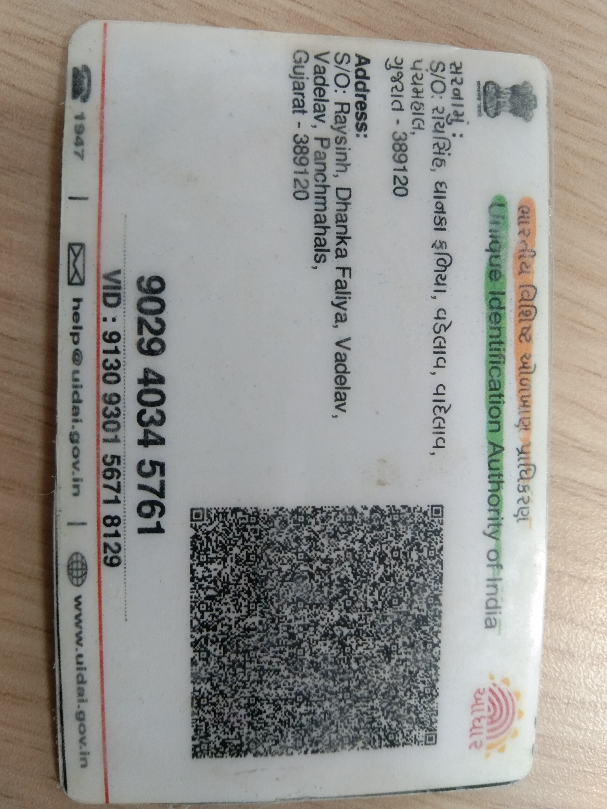 ભારતીય વિશિષ્ટ ઓળખાણ પ્રાધિકરણ
Unique Identification Authority of India
આધાર
સરનામું :
S/O: રાયસિંહ, ધાનકા ફળિયા, વડેલાવ, વાદેલાવ,
પંચમહાલ,
ગુજરાત - 389120
Address:
S/O: Raysinh, Dhanka Faliya, Vadelav,
Vadelav, Panchmahals,
Gujarat - 389120
9029 4034 5761
VID : 9130 9301 5671 8129
1947 | help@uidai.gov.in | www.uidai.gov.in